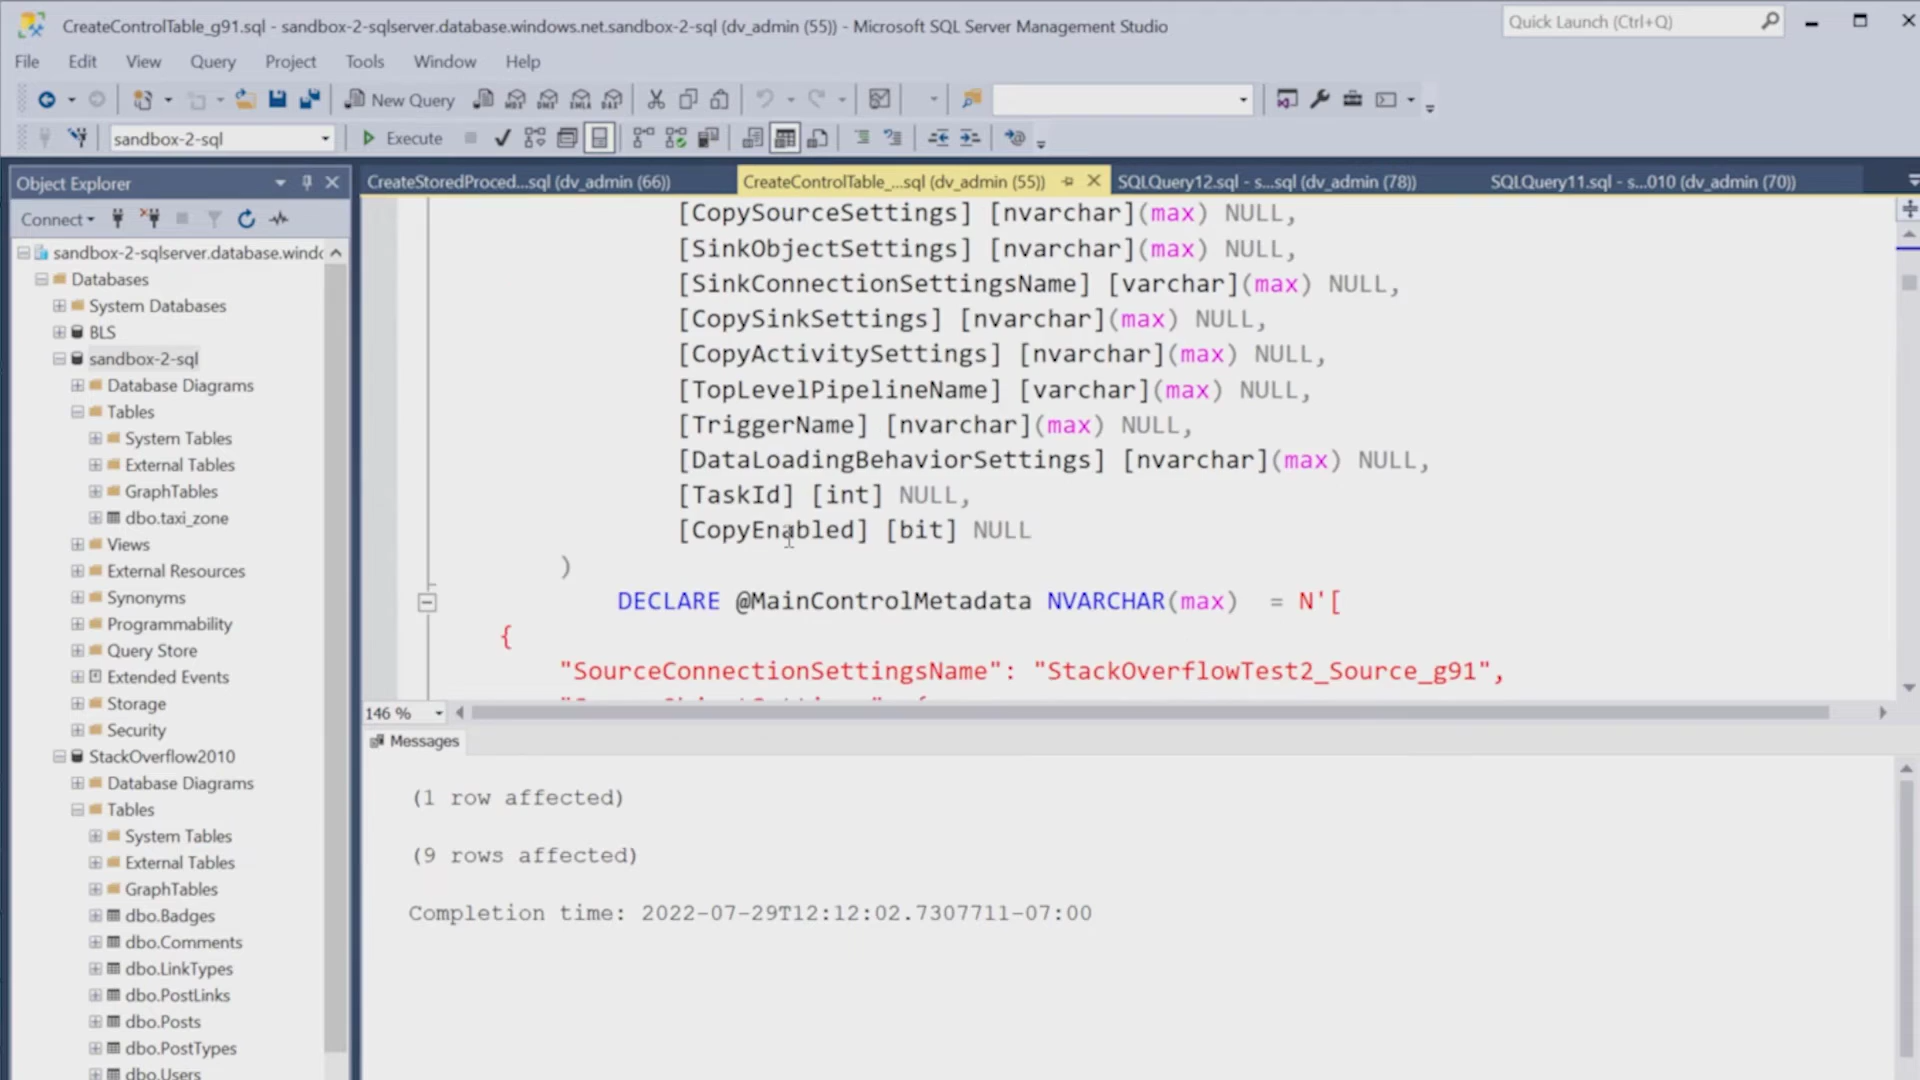 CreateControlTable_g91.sql - sandbox-2-sqlserver.database.windows.net.sandbox-2-sql (dv_admin (55)) - Microsoft SQL Server Management Studio
Quick Launch (Ctrl+Q)
File Edit View Query Project Tools Window Help
New Query
sandbox-2-sql
Execute
Object Explorer
Connect
sandbox-2-sqlserver.database.windo
Databases
System Databases
BLS
sandbox-2-sql
Database Diagrams
Tables
System Tables
External Tables
GraphTables
dbo.taxi_zone
Views
External Resources
Synonyms
Programmability
Query Store
Extended Events
Storage
Security
StackOverflow2010
Database Diagrams
Tables
System Tables
External Tables
GraphTables
dbo.Badges
dbo.Comments
dbo.LinkTypes
dbo.PostLinks
dbo.Posts
dbo.PostTypes
dbo.Users
CreateStoredProced...sql (dv_admin (66))
CreateControlTable_...sql (dv_admin (55))
SQLQuery12.sql - s...sql (dv_admin (78))
SQLQuery11.sql - s...010 (dv_admin (70))
[CopySourceSettings] [nvarchar](max) NULL,
[SinkObjectSettings] [nvarchar](max) NULL,
[SinkConnectionSettingsName] [varchar](max) NULL,
[CopySinkSettings] [nvarchar](max) NULL,
[CopyActivitySettings] [nvarchar](max) NULL,
[TopLevelPipelineName] [varchar](max) NULL,
[TriggerName] [nvarchar](max) NULL,
[DataLoadingBehaviorSettings] [nvarchar](max) NULL,
[TaskId] [int] NULL,
[CopyEnabled] [bit] NULL
)
DECLARE @MainControlMetadata NVARCHAR(max)  = N'[
{
"SourceConnectionSettingsName": "StackOverflowTest2_Source_g91",
146 %
Messages
(1 row affected)
(9 rows affected)
Completion time: 2022-07-29T12:12:02.7307711-07:00